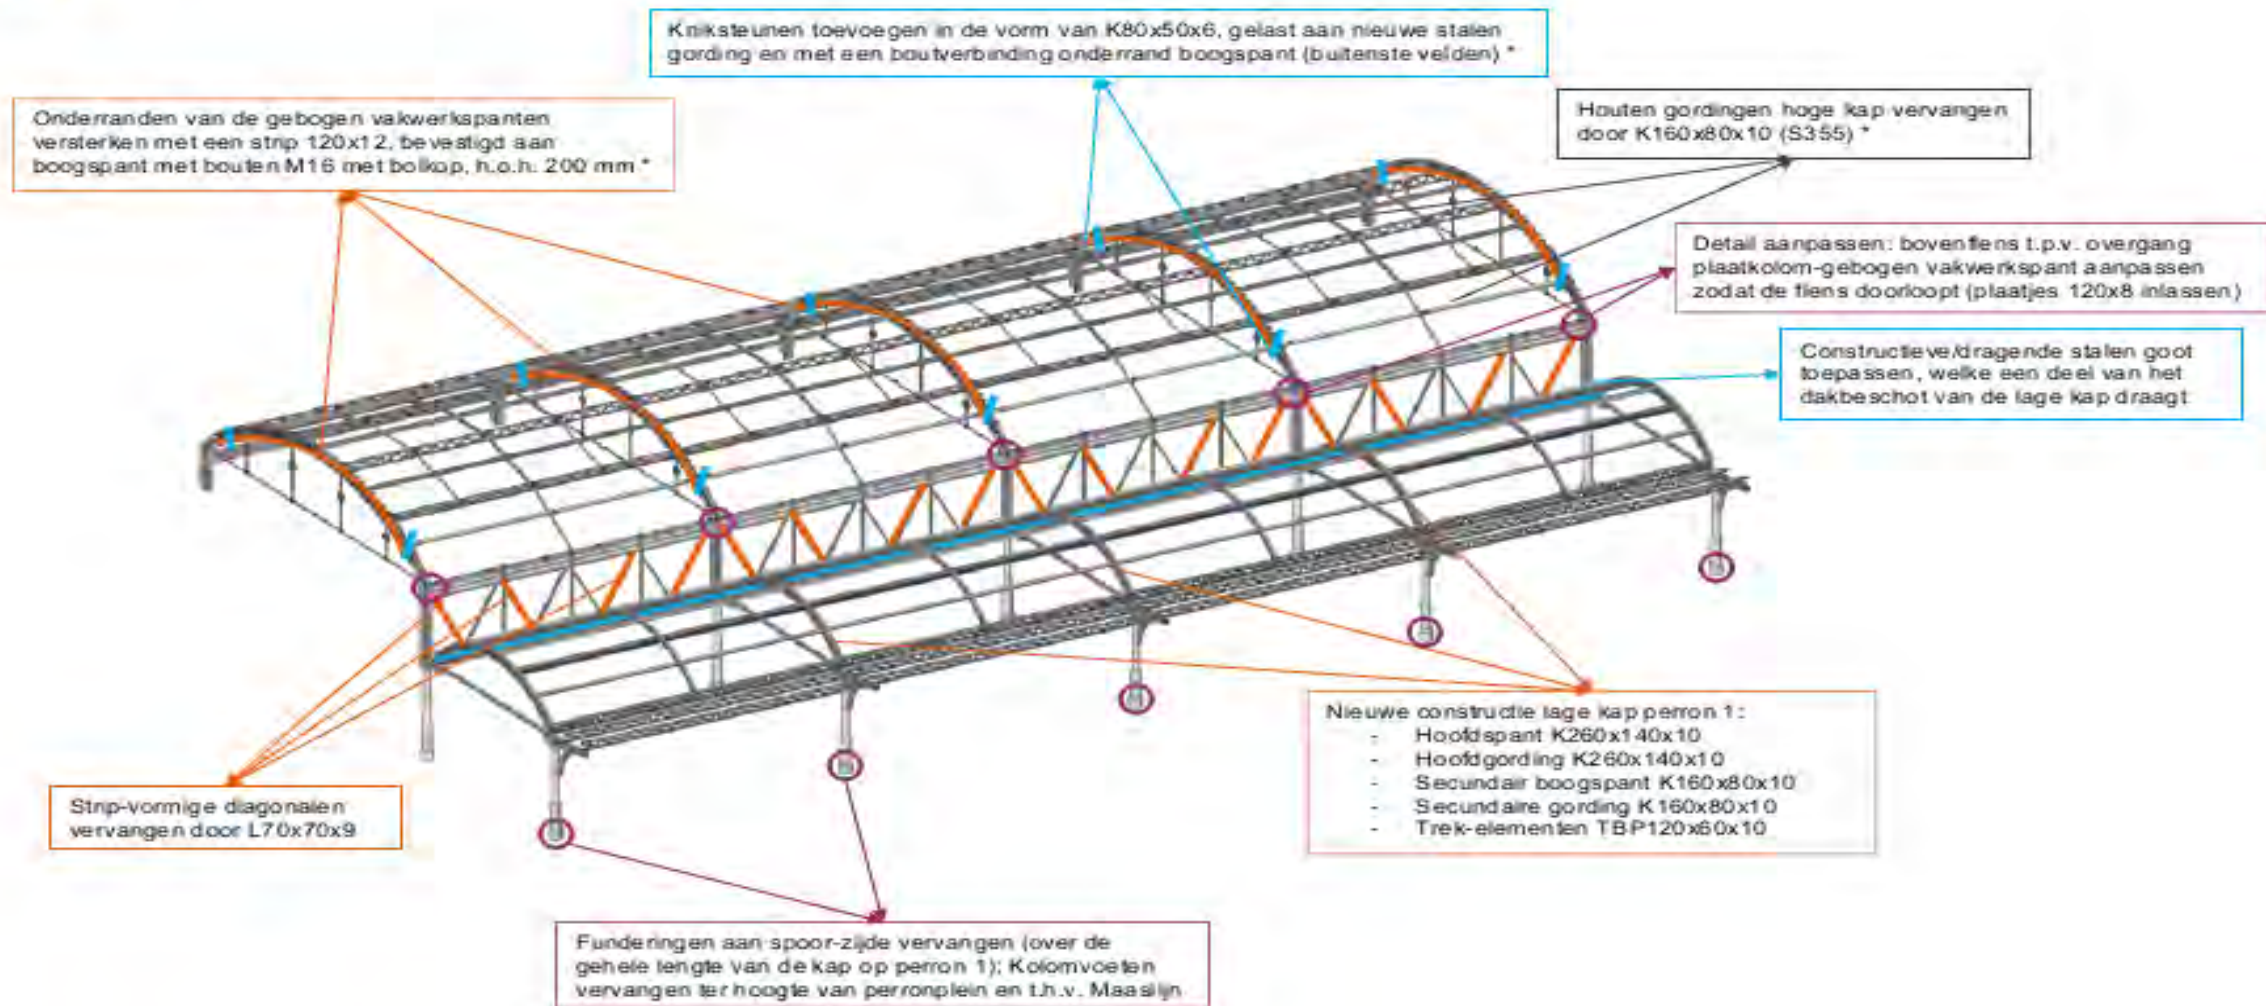 Kniksteunen toevoegen in de vorm van K80x50x6, gelast aan nieuwe stalen
gording en met een boutverbinding onderrand boogspant (buitenste velden) *
Onderranden van de gebogen vakwerkspanten
versterken met een strip 120x12, bevestigd aan
boogspant met bouten M16 met bolkop, h.o.h. 200 mm *
Houten gordingen hoge kap vervangen
door K160x80x10 (S355) *
Detail aanpassen: bovenflens t.p.v. overgang
plaatkolom-gebogen vakwerkspant aanpassen
zodat de flens doorloopt (plaatjes 120x8 inlassen)
Constructieve/dragende stalen goot
toepassen, welke een deel van het
dakbeschot van de lage kap draagt
Nieuwe constructie lage kap perron 1:
- Hoofdspant K260x140x10
- Hoofdgording K260x140x10
- Secundair boogspant K160x80x10
- Secundaire gording K160x80x10
- Trek-elementen TBP120x60x10
Strip-vormige diagonalen
vervangen door L70x70x9
Funderingen aan spoor-zijde vervangen (over de
gehele lengte van de kap op perron 1); Kolomvoeten
vervangen ter hoogte van perronplein en t.h.v. Maaslijn